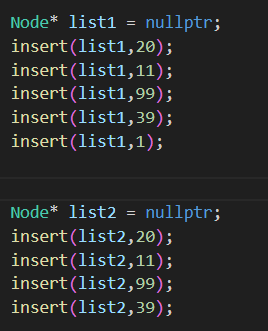 Node* list1 = nullptr;
insert(list1,20);
insert(list1,11);
insert(list1,99);
insert(list1,39);
insert(list1,1);
Node* list2 = nullptr;
insert(list2,20);
insert(list2,11);
insert(list2,99);
insert(list2,39);